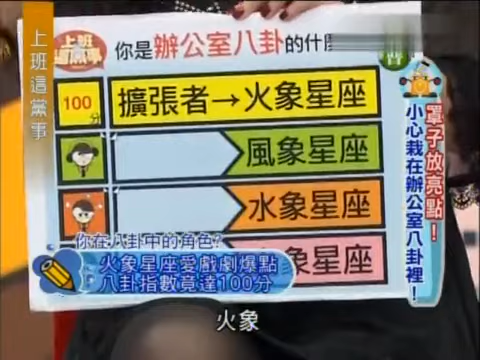 上班這黨事
上班這黨事
你是辦公室八卦的什
100分
擴張者→火象星座
風象星座
水象星座
象星座
罩子放亮點！
小心栽在辦公室八卦裡！
你在八卦中的角色?
火象星座愛戲劇爆點
八卦指數竟達100分
火象